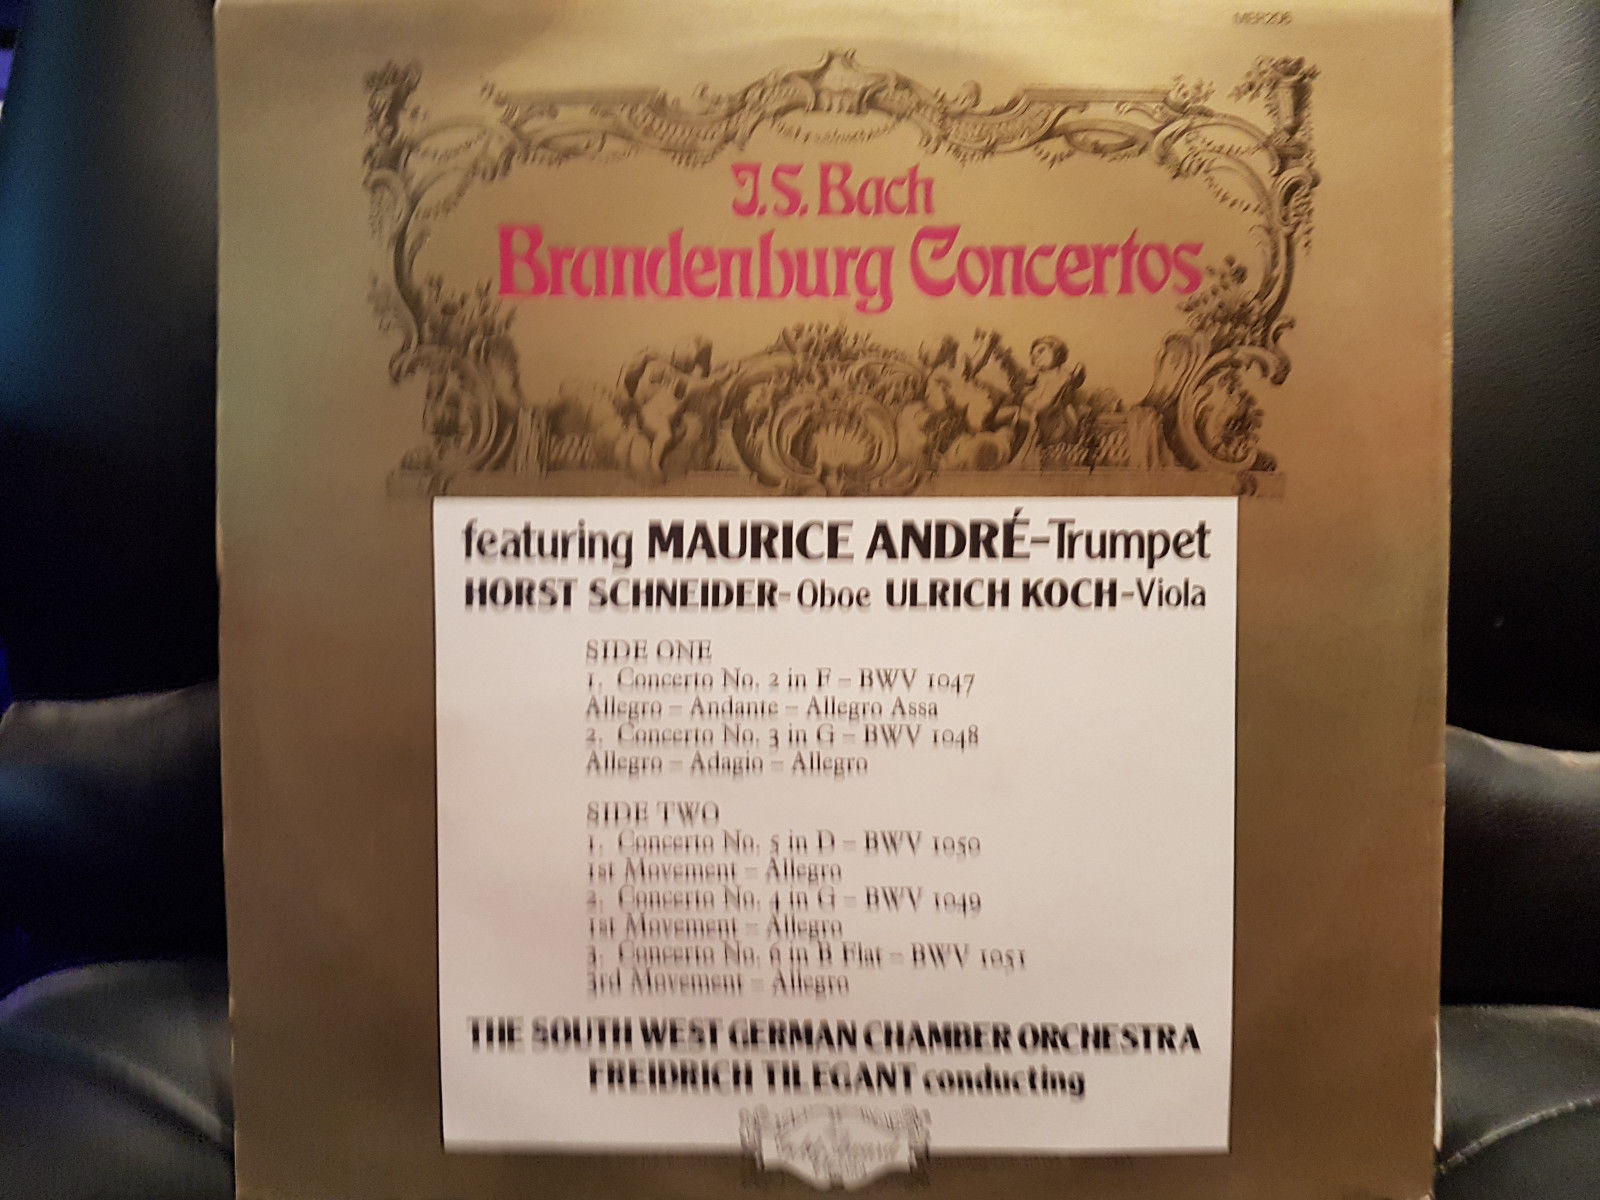 MER206
J.S. Bach
Brandenburg Concertos
featuring MAURICE ANDRÉ–Trumpet
HORST SCHNEIDER-Oboe ULRICH KOCH–Viola
SIDE ONE
1. Concerto No. 2 in F – BWV 1047
Allegro – Andante – Allegro Assa
2. Concerto No. 3 in G – BWV 1048
Allegro – Adagio – Allegro
SIDE TWO
1. Concerto No. 5 in D – BWV 1050
1st Movement – Allegro
2. Concerto No. 4 in G – BWV 1049
1st Movement – Allegro
3. Concerto No. 6 in B Flat – BWV 1051
3rd Movement – Allegro
THE SOUTH WEST GERMAN CHAMBER ORCHESTRA
FREIDRICH TILEGANT conducting